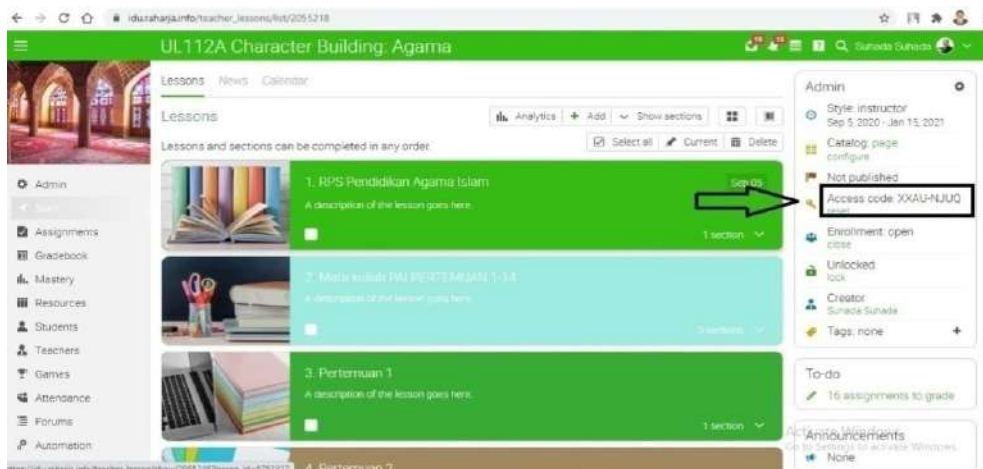 idu.raharja.info/teacher_lessons/list/2055218
UL112A Character Building: Agama
Sunada Sunada
Lessons News Calendar
Lessons
Analytics Add Show sections
Lessons and sections can be completed in any order.
Select all Current Delete
1. RPS Pendidikan Agama Islam
Sep 05
A description of the lesson goes here.
1 section
2. Mata kuliah PAI PERTEMUAN 1-14
A description of the lesson goes here.
3. Pertemuan 1
A description of the lesson goes here.
1 section
4. Pertemuan 2
Admin
Assignments
Gradebook
Mastery
Resources
Students
Teachers
Games
Attendance
Forums
Automation
Admin
Style: instructor
Sep 5, 2020 - Jan 15, 2021
Catalog: page
configure
Not published
Access code: XXAU-NJUQ
reset
Enrollment: open
close
Unlocked
lock
Creator
Sunada Sunada
Tags: none
To-do
16 assignments to grade
Announcements
None
Activate Windows
Go to Settings to activate Windows.